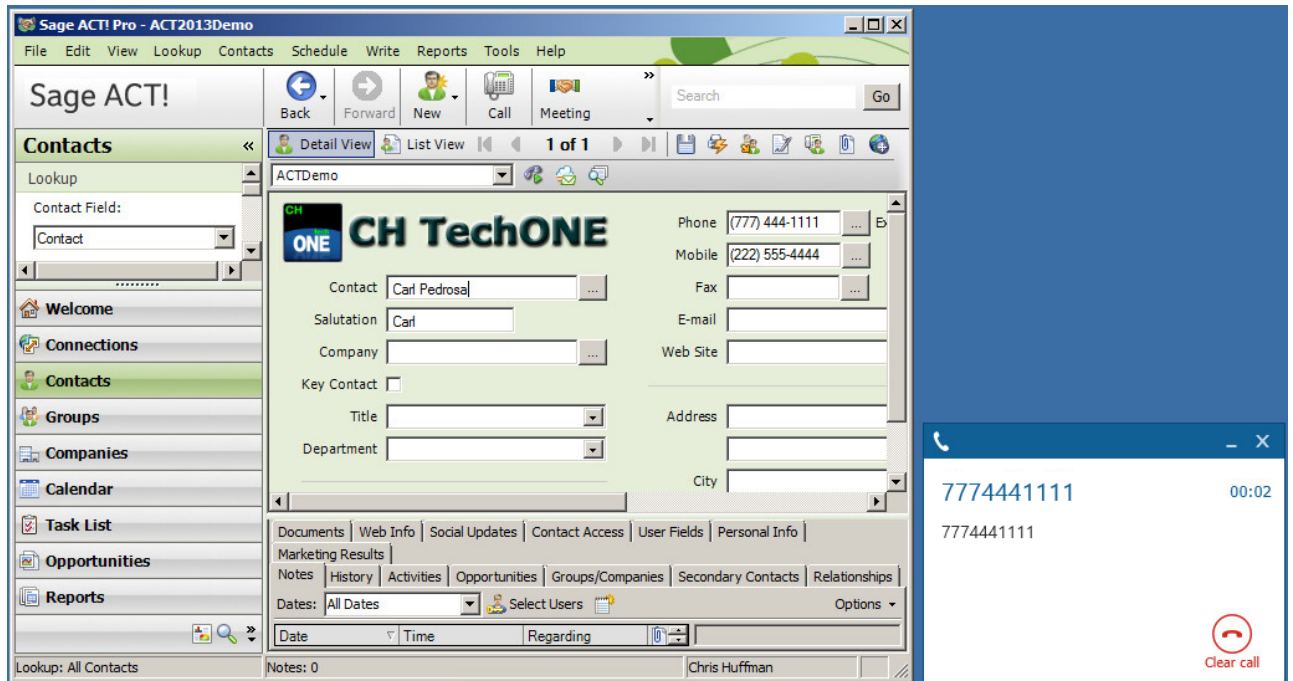 Sage ACT! Pro - ACT2013Demo
File Edit View Lookup Contacts Schedule Write Reports Tools Help
Sage ACT!
Back Forward New Call Meeting » Search Go
Contacts «
Detail View List View 1 of 1
Lookup
ACTDemo
Contact Field:
Contact
CH
tech
ONE
CH TechONE
Phone (777) 444-1111 ...
Mobile (222) 555-4444 ...
Contact Carl Pedrosa ... Fax ...
Salutation Carl E-mail
Company ... Web Site
Key Contact
Title Address
Department
City
Welcome
Connections
Contacts
Groups
Companies
Calendar
Task List
Opportunities
Reports
»
Documents Web Info Social Updates Contact Access User Fields Personal Info
Marketing Results
Notes History Activities Opportunities Groups/Companies Secondary Contacts Relationships
Dates: All Dates Select Users Options
Date Time Regarding
Lookup: All Contacts Notes: 0 Chris Huffman
7774441111 00:02
7774441111
Clear call